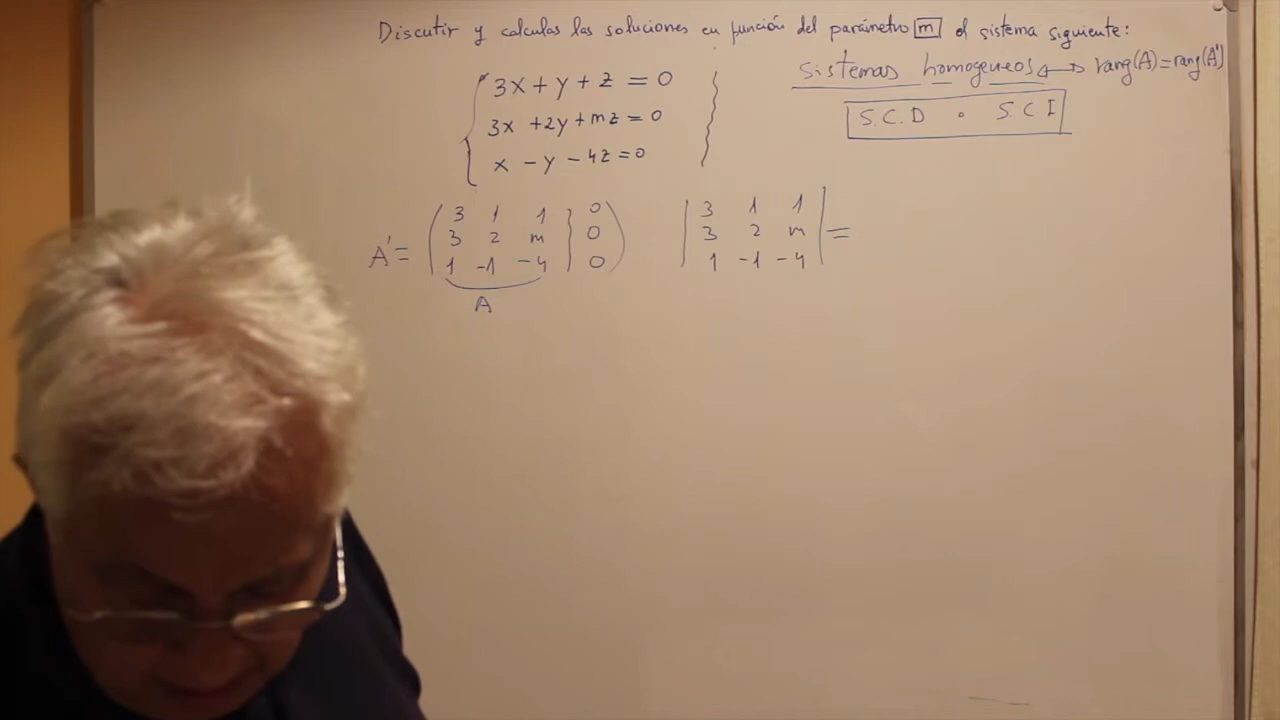 Discutir y calculas las soluciones en función del parámetro m el sistema siguiente:
sistemas homogeneos ↔ rang(A)=rang(A')
S.C.D o S.C.I
3x + y + z = 0
3x + 2y + mz = 0
x - y - 4z = 0
A' = ( 3 1 1 | 0 )
3 2 m | 0
1 -1 -4 | 0
A
| 3 1 1 | =
3 2 m
1 -1 -4